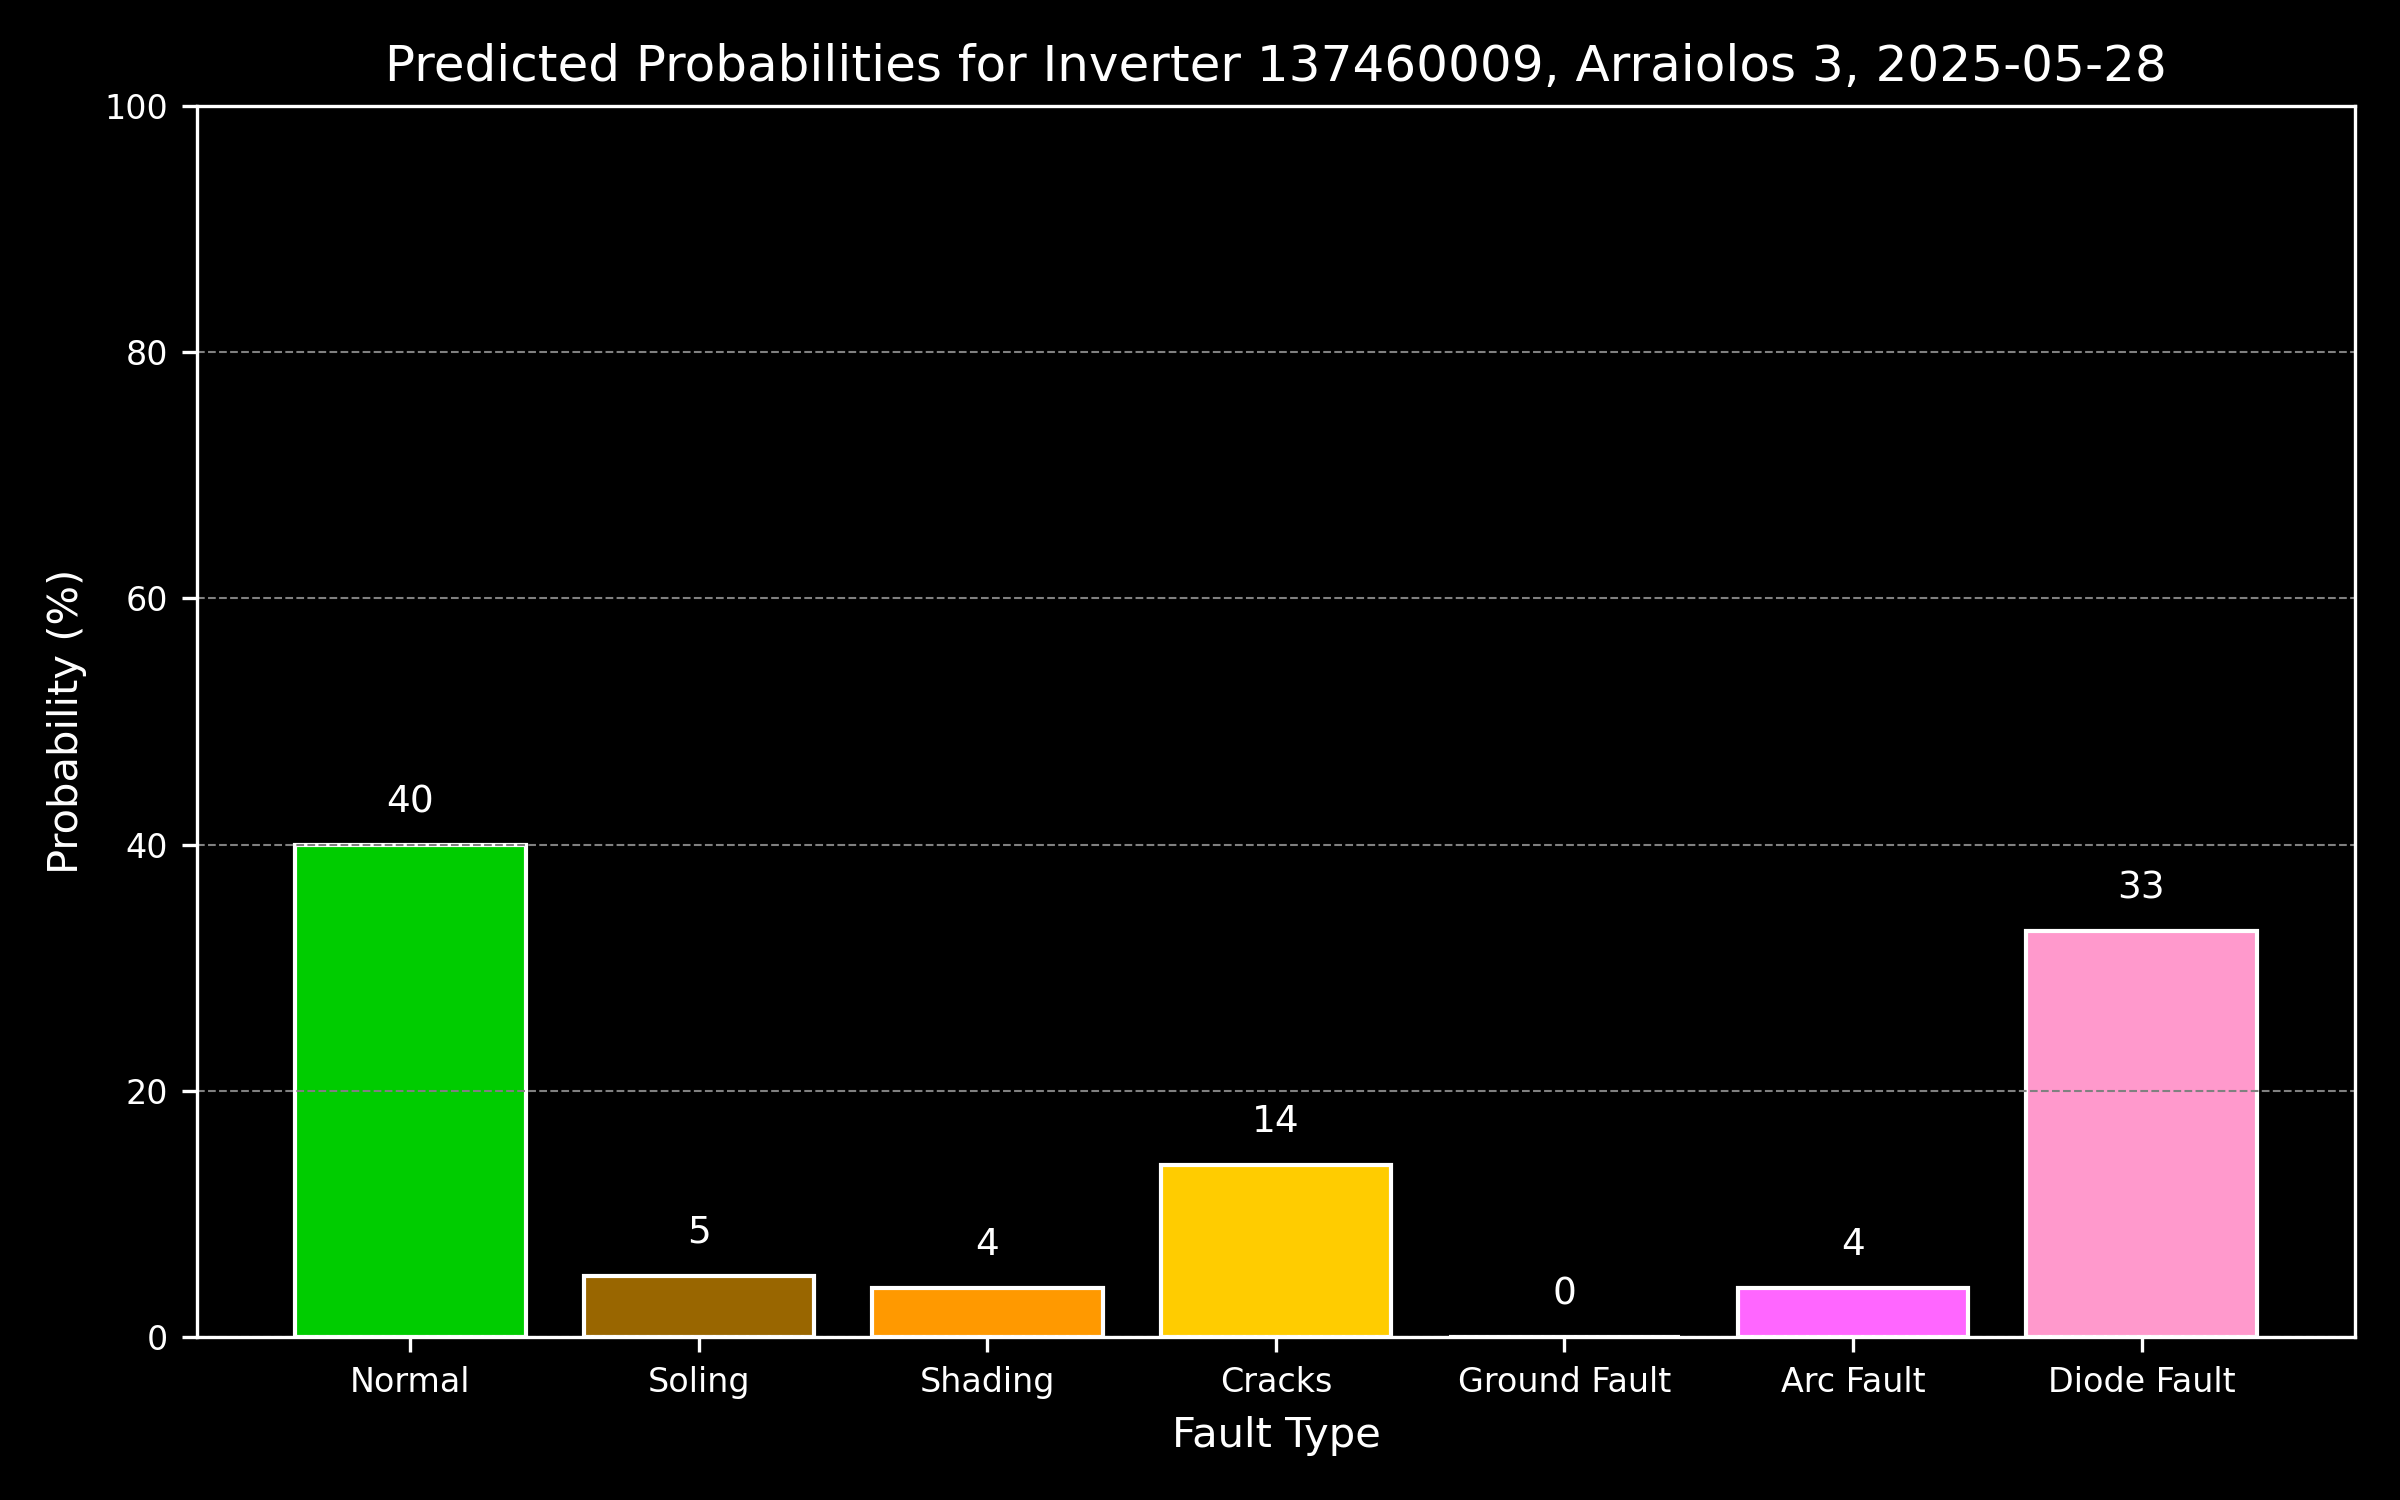 Predicted Probabilities for Inverter 137460009, Arraiolos 3, 2025-05-28
100
80
60
40
20
0
Probability (%)
40
5
4
14
0
4
33
Normal
Soling
Shading
Cracks
Ground Fault
Arc Fault
Diode Fault
Fault Type